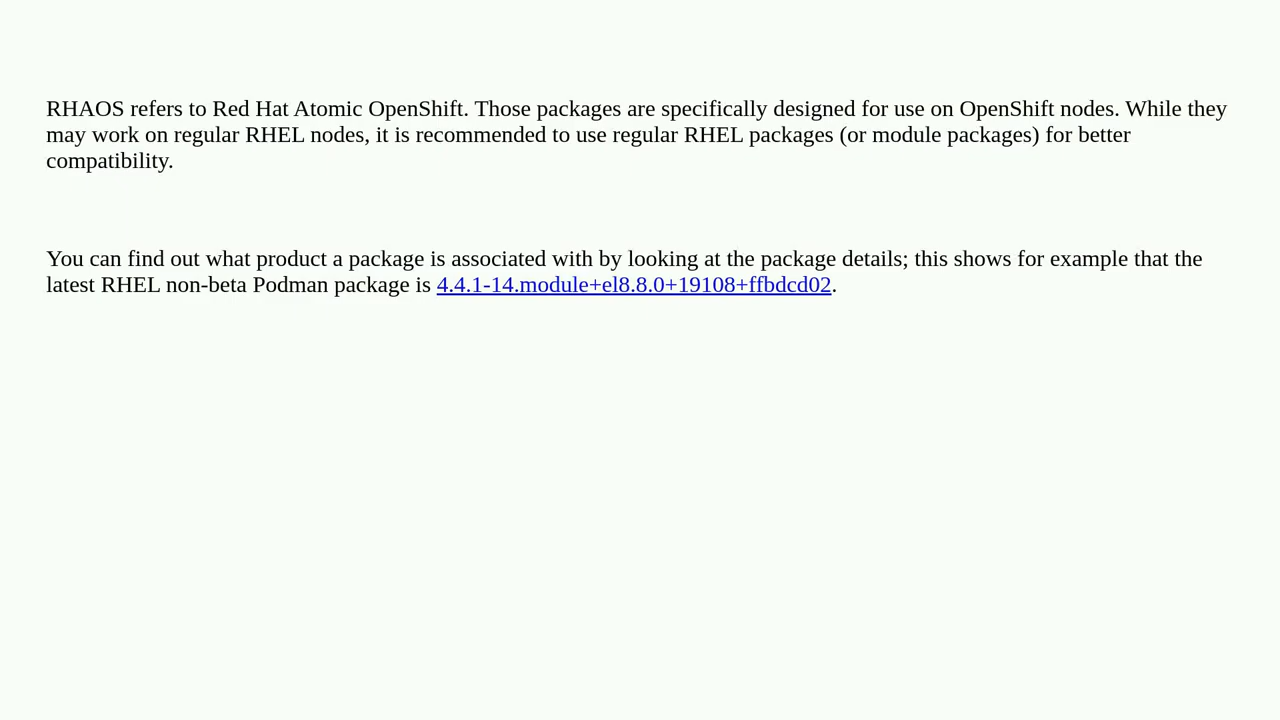 RHAOS refers to Red Hat Atomic OpenShift. Those packages are specifically designed for use on OpenShift nodes. While they
may work on regular RHEL nodes, it is recommended to use regular RHEL packages (or module packages) for better
compatibility.
You can find out what product a package is associated with by looking at the package details; this shows for example that the
latest RHEL non-beta Podman package is 4.4.1-14.module+el8.8.0+19108+ffbdcd02.